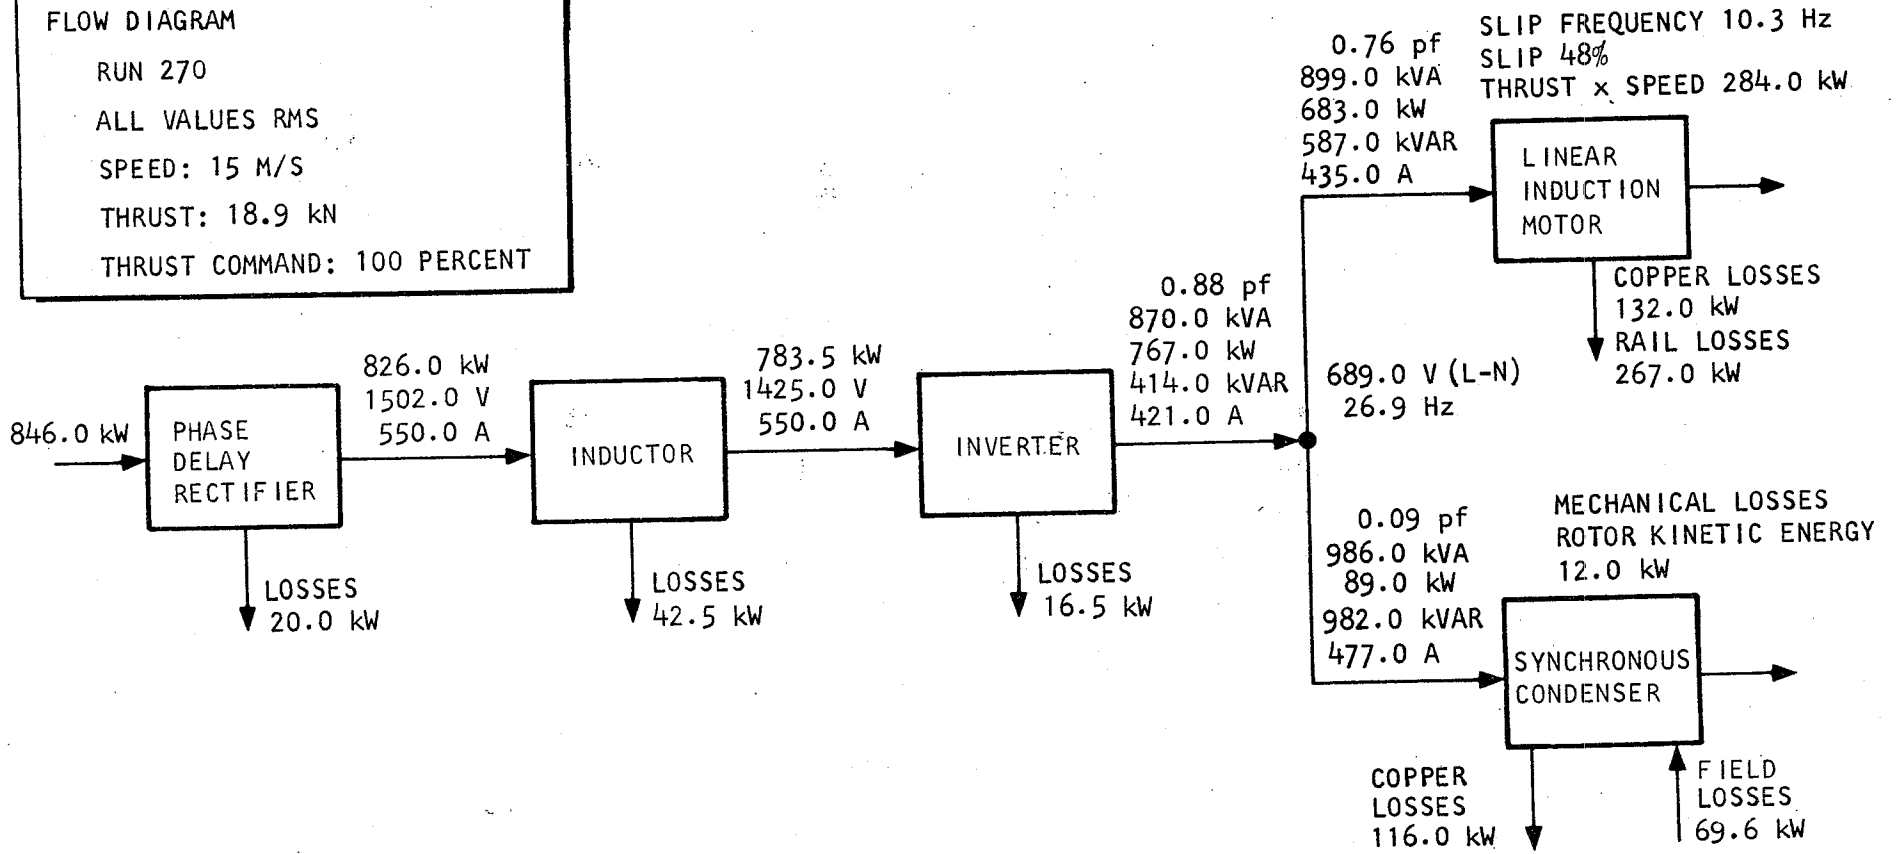 FLOW DIAGRAM
RUN 270
ALL VALUES RMS
SPEED: 15 M/S
THRUST: 18.9 kN
THRUST COMMAND: 100 PERCENT
846.0 kW
PHASE
DELAY
RECTIFIER
LOSSES
20.0 kW
826.0 kW
1502.0 V
550.0 A
INDUCTOR
LOSSES
42.5 kW
783.5 kW
1425.0 V
550.0 A
INVERTER
LOSSES
16.5 kW
0.88 pf
870.0 kVA
767.0 kW
414.0 kVAR
421.0 A
689.0 V (L-N)
26.9 Hz
0.76 pf
899.0 kVA
683.0 kW
587.0 kVAR
435.0 A
SLIP FREQUENCY 10.3 Hz
SLIP 48%
THRUST x SPEED 284.0 kW
LINEAR
INDUCTION
MOTOR
COPPER LOSSES
132.0 kW
RAIL LOSSES
267.0 kW
0.09 pf
986.0 kVA
89.0 kW
982.0 kVAR
477.0 A
MECHANICAL LOSSES
ROTOR KINETIC ENERGY
12.0 kW
SYNCHRONOUS
CONDENSER
COPPER
LOSSES
116.0 kW
FIELD
LOSSES
69.6 kW